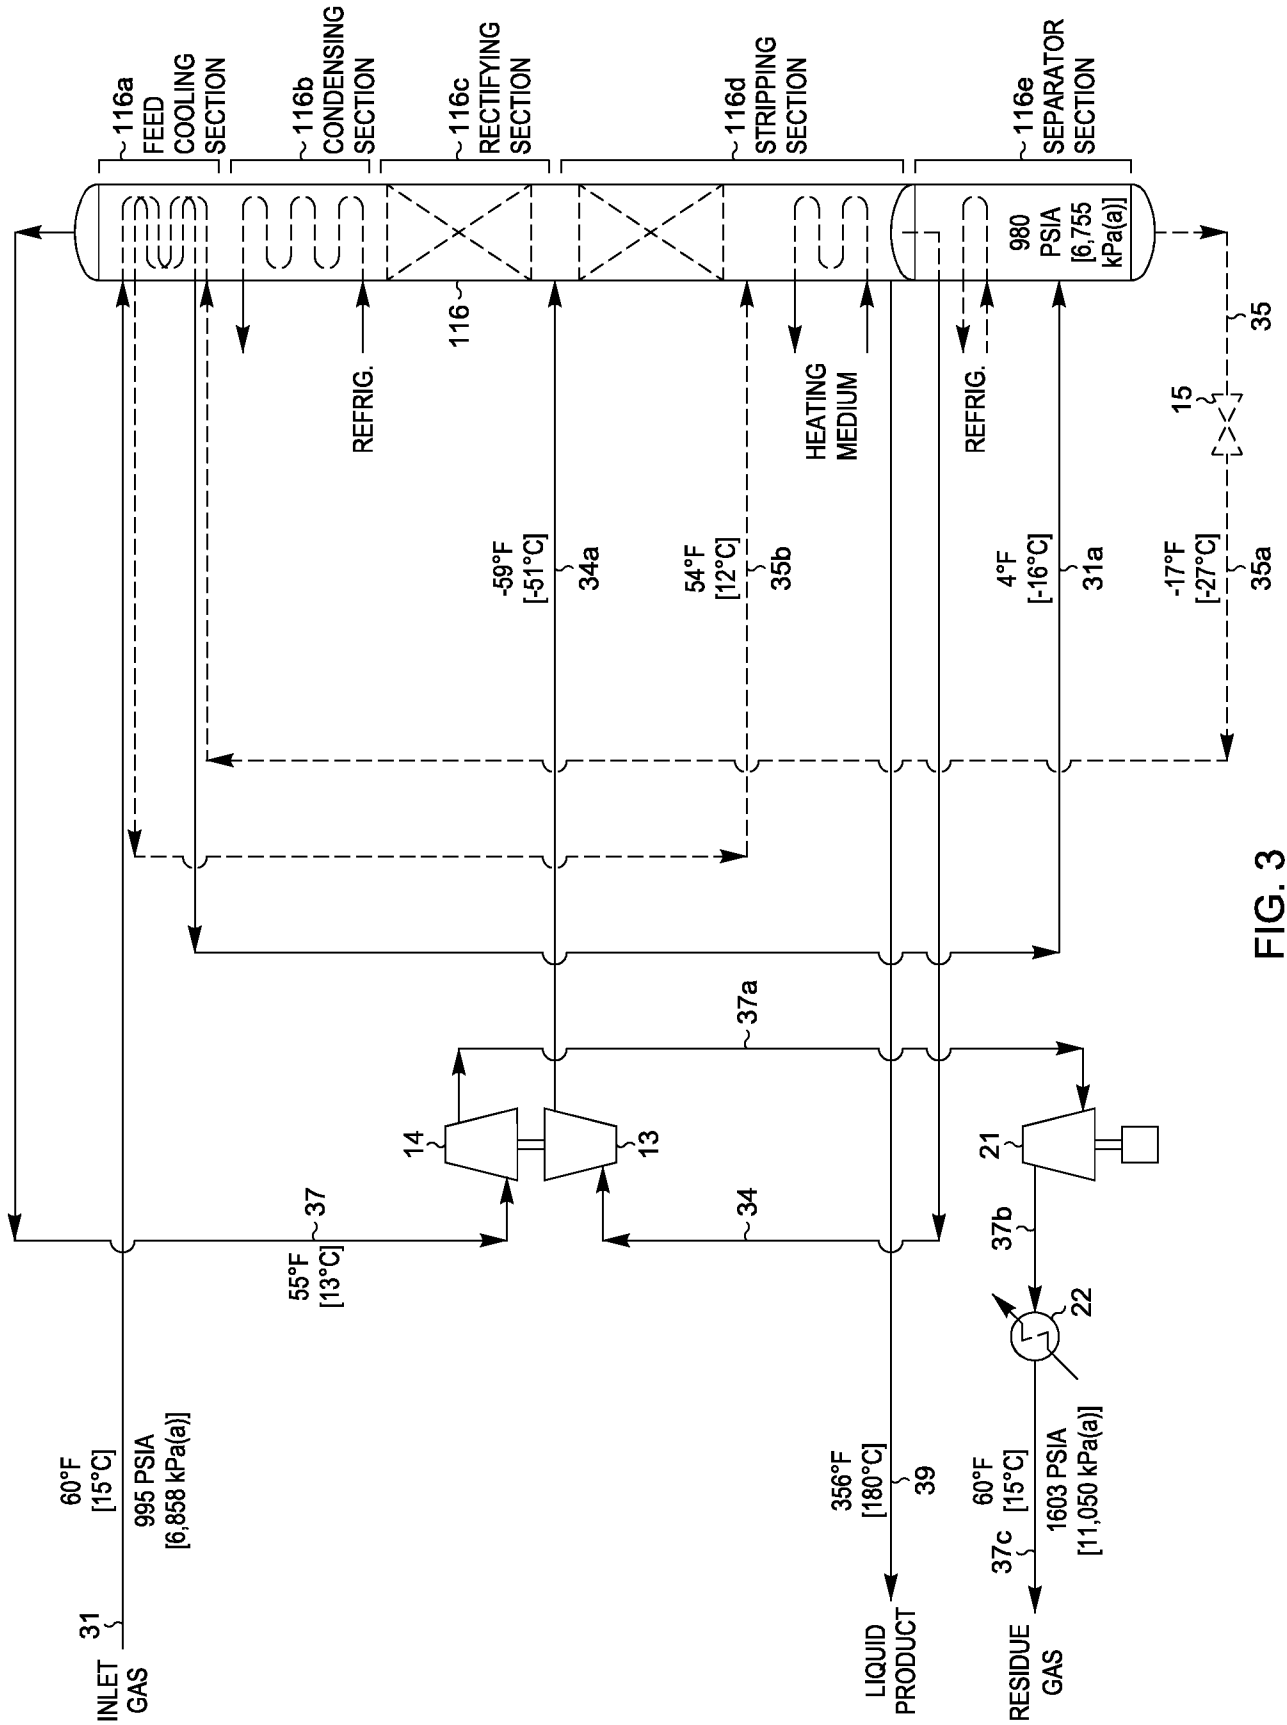 116a
FEED
COOLING
SECTION
116b
CONDENSING
SECTION
116c
RECTIFYING
SECTION
116d
STRIPPING
SECTION
116e
SEPARATOR
SECTION
980
PSIA
[6,755
kPa(a)]
116
REFRIG.
HEATING
MEDIUM
REFRIG.
35
15
-59°F
[-51°C]
34a
54°F
[12°C]
35b
4°F
[-16°C]
31a
-17°F
[-27°C]
35a
37a
14
13
21
37
55°F
[13°C]
34
37b
22
60°F
[15°C]
995 PSIA
[6,858 kPa(a)]
31
INLET
GAS
356°F
[180°C]
39
LIQUID
PRODUCT
60°F
[15°C]
1603 PSIA
[11,050 kPa(a)]
37c
RESIDUE
GAS
FIG. 3